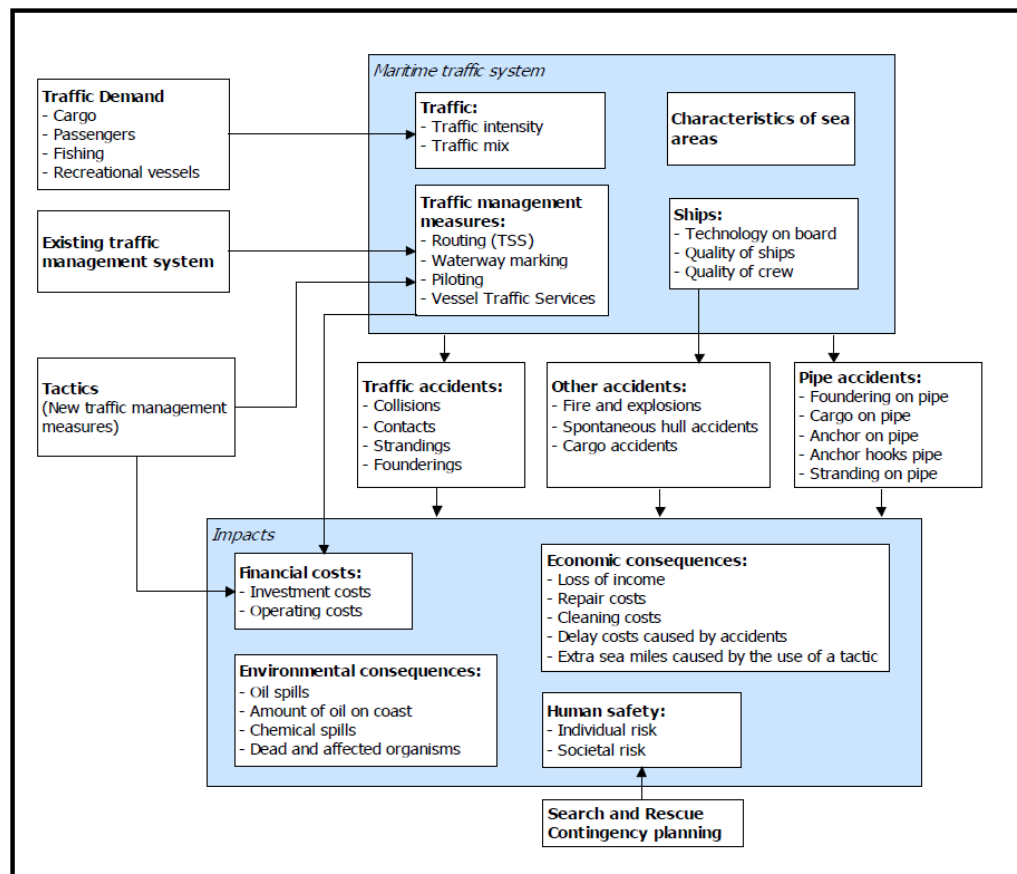 Maritime traffic system
Traffic Demand
- Cargo
- Passengers
- Fishing
- Recreational vessels
Traffic:
- Traffic intensity
- Traffic mix
Characteristics of sea
areas
Existing traffic
management system
Traffic management
measures:
- Routing (TSS)
- Waterway marking
- Piloting
- Vessel Traffic Services
Ships:
- Technology on board
- Quality of ships
- Quality of crew
Tactics
(New traffic management
measures)
Traffic accidents:
- Collisions
- Contacts
- Strandings
- Founderings
Other accidents:
- Fire and explosions
- Spontaneous hull accidents
- Cargo accidents
Pipe accidents:
- Foundering on pipe
- Cargo on pipe
- Anchor on pipe
- Anchor hooks pipe
- Stranding on pipe
Impacts
Financial costs:
- Investment costs
- Operating costs
Economic consequences:
- Loss of income
- Repair costs
- Cleaning costs
- Delay costs caused by accidents
- Extra sea miles caused by the use of a tactic
Environmental consequences:
- Oil spills
- Amount of oil on coast
- Chemical spills
- Dead and affected organisms
Human safety:
- Individual risk
- Societal risk
Search and Rescue
Contingency planning